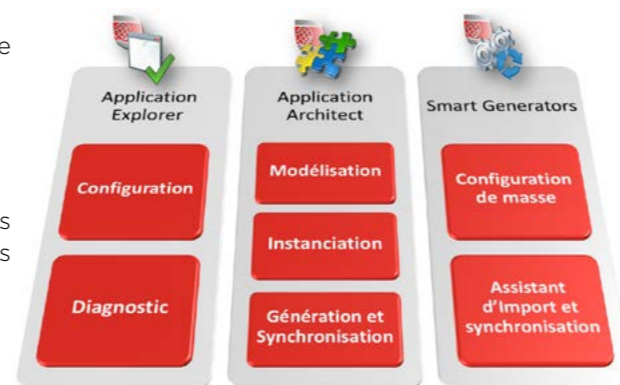 e
s
s
Application
Explorer
Configuration
Diagnostic
Application
Architect
Modélisation
Instanciation
Génération et
Synchronisation
Smart Generators
Configuration
de masse
Assistant
d'Import et
synchronisation